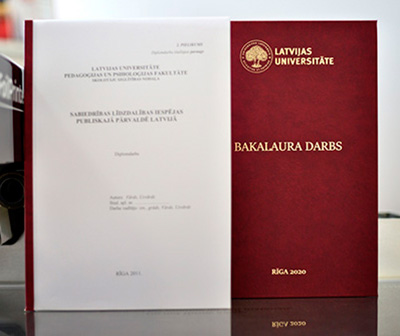 LATVIJAS UNIVERSITĀTE
PEDAGOĢIJAS UN PSIHOLOĢIJAS FAKULTĀTE
SABIEDRĪBAS LĪDZDALĪBAS IESPĒJAS
PUBLISKAJĀ PĀRVALDĒ LATVIJĀ
Diplomdarbs
Autors:
RĪGA 2011
LATVIJAS
UNIVERSITĀTE
BAKALAURA DARBS
RĪGA 2020